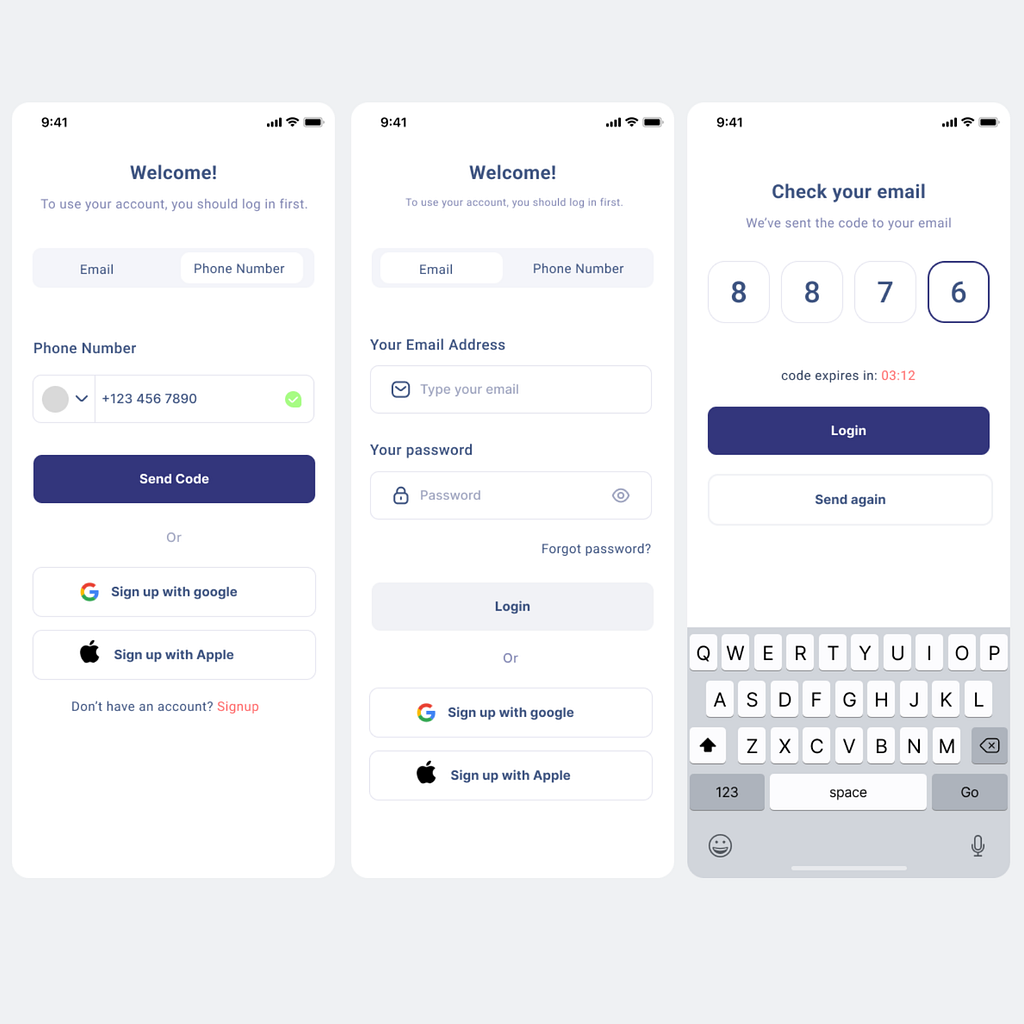 9:41
Welcome!
To use your account, you should log in first.
Email
Phone Number
Phone Number
+123 456 7890
Send Code
Or
Sign up with google
Sign up with Apple
Don't have an account? Signup
9:41
Welcome!
To use your account, you should log in first.
Email
Phone Number
Your Email Address
Type your email
Your password
Password
Forgot password?
Login
Or
Sign up with google
Sign up with Apple
9:41
Check your email
We've sent the code to your email
8 8 7 6
code expires in: 03:12
Login
Send again
Q W E R T Y U I O P
A S D F G H J K L
Z X C V B N M
123 space Go